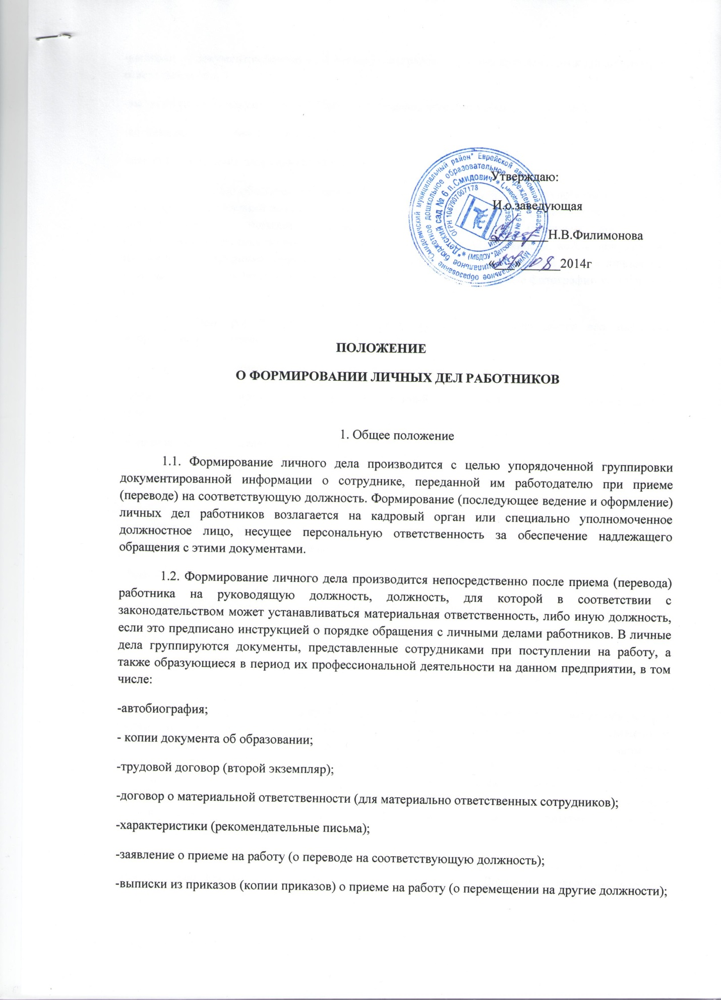 "Смидовичский муниципальный район" Еврейской автономной области *
Муниципальное образование
Муниципальное бюджетное дошкольное образовательное учреждение
* "Детский сад № 6 п.Смидович" *
(МБДОУ "Детский сад № 6 п.
ОГРН 1067907007178
Утверждаю:
И.о.заведующая
Н.В.Филимонова
« » 08 2014г
ПОЛОЖЕНИЕ
О ФОРМИРОВАНИИ ЛИЧНЫХ ДЕЛ РАБОТНИКОВ
1. Общее положение
1.1. Формирование личного дела производится с целью упорядоченной группировки
документированной информации о сотруднике, переданной им работодателю при приеме
(переводе) на соответствующую должность. Формирование (последующее ведение и оформление)
личных дел работников возлагается на кадровый орган или специально уполномоченное
должностное лицо, несущее персональную ответственность за обеспечение надлежащего
обращения с этими документами.
1.2. Формирование личного дела производится непосредственно после приема (перевода)
работника на руководящую должность, должность, для которой в соответствии с
законодательством может устанавливаться материальная ответственность, либо иную должность,
если это предписано инструкцией о порядке обращения с личными делами работников. В личные
дела группируются документы, представленные сотрудниками при поступлении на работу, а
также образующиеся в период их профессиональной деятельности на данном предприятии, в том
числе:
-автобиография;
- копии документа об образовании;
-трудовой договор (второй экземпляр);
-договор о материальной ответственности (для материально ответственных сотрудников);
-характеристики (рекомендательные письма);
-заявление о приеме на работу (о переводе на соответствующую должность);
-выписки из приказов (копии приказов) о приеме на работу (о перемещении на другие должности);